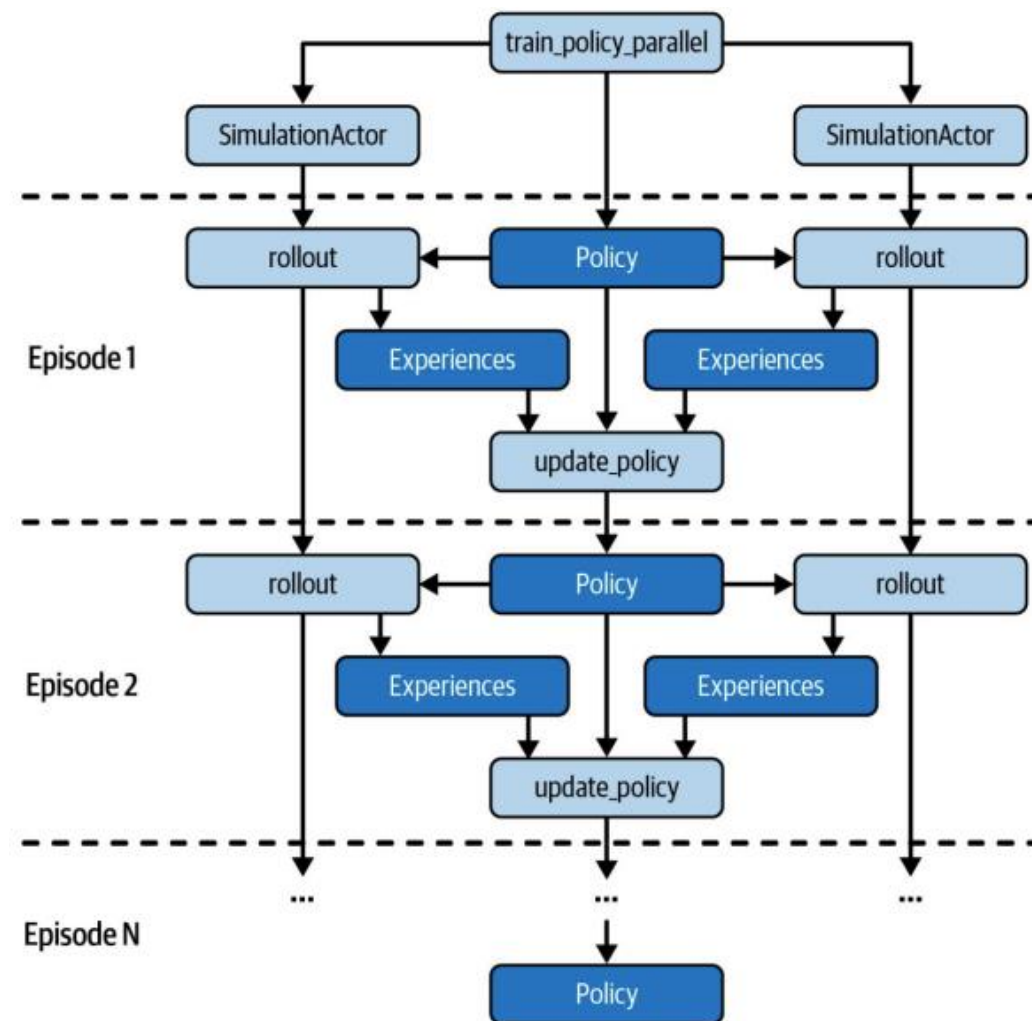 train_policy_parallel
SimulationActor
SimulationActor
rollout
Policy
rollout
Episode 1
Experiences
Experiences
update_policy
rollout
Policy
rollout
Episode 2
Experiences
Experiences
update_policy
...
...
...
Episode N
Policy